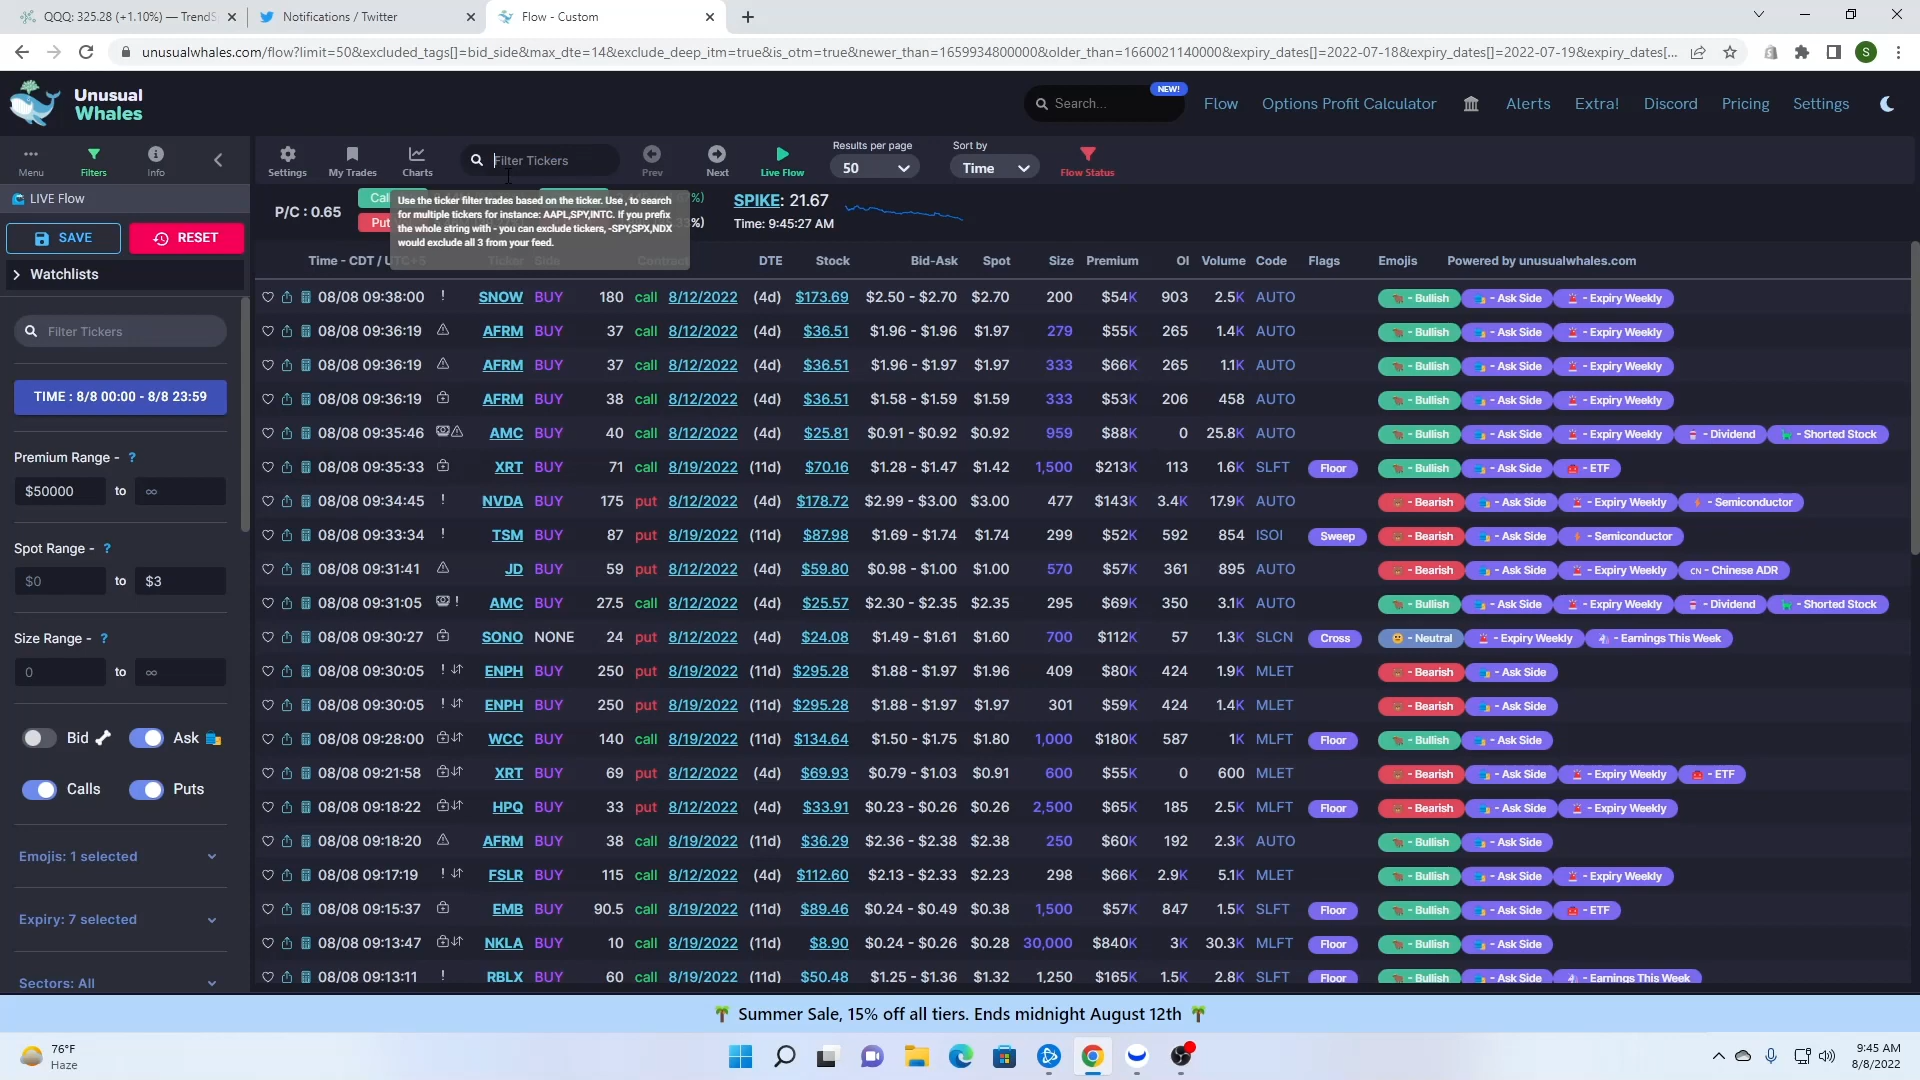 QQQ: 325.28 (+1.10%) — TrendS
Notifications / Twitter
Flow - Custom
unusualwhales.com/flow?limit=50&excluded_tags[]=bid_side&max_dte=14&exclude_deep_itm=true&is_otm=true&newer_than=1659934800000&older_than=1660021140000&expiry_dates[]=2022-07-18&expiry_dates[]=2022-07-19&expiry_dates[...
S
Unusual Whales
Search...
NEW!
Flow
Options Profit Calculator
Alerts
Extra!
Discord
Pricing
Settings
Menu
Filters
Info
Settings
My Trades
Charts
Filter Tickers
Prev
Next
Live Flow
Results per page
50
Sort by
Time
Flow Status
LIVE Flow
SAVE
RESET
Watchlists
Filter Tickers
TIME : 8/8 00:00 - 8/8 23:59
Premium Range - ?
$50000 to ∞
Spot Range - ?
$0 to $3
Size Range - ?
0 to ∞
Bid
Ask
Calls
Puts
Emojis: 1 selected
Expiry: 7 selected
Sectors: All
P/C : 0.65
Use the ticker filter trades based on the ticker. Use , to search
for multiple tickers for instance: AAPL,SPY,INTC. If you prefix
the whole string with - you can exclude tickers, -SPY,SPX,NDX
would exclude all 3 from your feed.
SPIKE: 21.67
Time: 9:45:27 AM
Time - CDT / UTC+5 Ticker Side Contract DTE Stock Bid-Ask Spot Size Premium OI Volume Code Flags Emojis Powered by unusualwhales.com
08/08 09:38:00 ! SNOW BUY 180 call 8/12/2022 (4d) $173.69 $2.50 - $2.70 $2.70 200 $54K 903 2.5K AUTO - Bullish - Ask Side - Expiry Weekly
08/08 09:36:19 AFRM BUY 37 call 8/12/2022 (4d) $36.51 $1.96 - $1.96 $1.97 279 $55K 265 1.4K AUTO - Bullish - Ask Side - Expiry Weekly
08/08 09:36:19 AFRM BUY 37 call 8/12/2022 (4d) $36.51 $1.96 - $1.97 $1.97 333 $66K 265 1.1K AUTO - Bullish - Ask Side - Expiry Weekly
08/08 09:36:19 AFRM BUY 38 call 8/12/2022 (4d) $36.51 $1.58 - $1.59 $1.59 333 $53K 206 458 AUTO - Bullish - Ask Side - Expiry Weekly
08/08 09:35:46 AMC BUY 40 call 8/12/2022 (4d) $25.81 $0.91 - $0.92 $0.92 959 $88K 0 25.8K AUTO - Bullish - Ask Side - Expiry Weekly - Dividend - Shorted Stock
08/08 09:35:33 XRT BUY 71 call 8/19/2022 (11d) $70.16 $1.28 - $1.47 $1.42 1,500 $213K 113 1.6K SLFT Floor - Bullish - Ask Side - ETF
08/08 09:34:45 ! NVDA BUY 175 put 8/12/2022 (4d) $178.72 $2.99 - $3.00 $3.00 477 $143K 3.4K 17.9K AUTO - Bearish - Ask Side - Expiry Weekly - Semiconductor
08/08 09:33:34 ! TSM BUY 87 put 8/19/2022 (11d) $87.98 $1.69 - $1.74 $1.74 299 $52K 592 854 ISOI Sweep - Bearish - Ask Side - Semiconductor
08/08 09:31:41 JD BUY 59 put 8/12/2022 (4d) $59.80 $0.98 - $1.00 $1.00 570 $57K 361 895 AUTO - Bearish - Ask Side - Expiry Weekly CN - Chinese ADR
08/08 09:31:05 ! AMC BUY 27.5 call 8/12/2022 (4d) $25.57 $2.30 - $2.35 $2.35 295 $69K 350 3.1K AUTO - Bullish - Ask Side - Expiry Weekly - Dividend - Shorted Stock
08/08 09:30:27 SONO NONE 24 put 8/12/2022 (4d) $24.08 $1.49 - $1.61 $1.60 700 $112K 57 1.3K SLCN Cross - Neutral - Expiry Weekly - Earnings This Week
08/08 09:30:05 ! ENPH BUY 250 put 8/19/2022 (11d) $295.28 $1.88 - $1.97 $1.96 409 $80K 424 1.9K MLET - Bearish - Ask Side
08/08 09:30:05 ! ENPH BUY 250 put 8/19/2022 (11d) $295.28 $1.88 - $1.97 $1.97 301 $59K 424 1.4K MLET - Bearish - Ask Side
08/08 09:28:00 WCC BUY 140 call 8/19/2022 (11d) $134.64 $1.50 - $1.75 $1.80 1,000 $180K 587 1K MLFT Floor - Bullish - Ask Side
08/08 09:21:58 XRT BUY 69 put 8/12/2022 (4d) $69.93 $0.79 - $1.03 $0.91 600 $55K 0 600 MLET - Bearish - Ask Side - Expiry Weekly - ETF
08/08 09:18:22 HPQ BUY 33 put 8/12/2022 (4d) $33.91 $0.23 - $0.26 $0.26 2,500 $65K 185 2.5K MLFT Floor - Bearish - Ask Side - Expiry Weekly
08/08 09:18:20 AFRM BUY 38 call 8/19/2022 (11d) $36.29 $2.36 - $2.38 $2.38 250 $60K 192 2.3K AUTO - Bullish - Ask Side
08/08 09:17:19 ! FSLR BUY 115 call 8/12/2022 (4d) $112.60 $2.13 - $2.33 $2.23 298 $66K 2.9K 5.1K MLET - Bullish - Ask Side - Expiry Weekly
08/08 09:15:37 EMB BUY 90.5 call 8/19/2022 (11d) $89.46 $0.24 - $0.49 $0.38 1,500 $57K 847 1.5K SLFT Floor - Bullish - Ask Side - ETF
08/08 09:13:47 NKLA BUY 10 call 8/19/2022 (11d) $8.90 $0.24 - $0.26 $0.28 30,000 $840K 3K 30.3K MLFT Floor - Bullish - Ask Side
08/08 09:13:11 ! RBLX BUY 60 call 8/19/2022 (11d) $50.48 $1.25 - $1.36 $1.32 1,250 $165K 1.5K 2.8K SLFT Floor - Bullish - Ask Side - Earnings This Week
Summer Sale, 15% off all tiers. Ends midnight August 12th
76°F
Haze
9:45 AM
8/8/2022